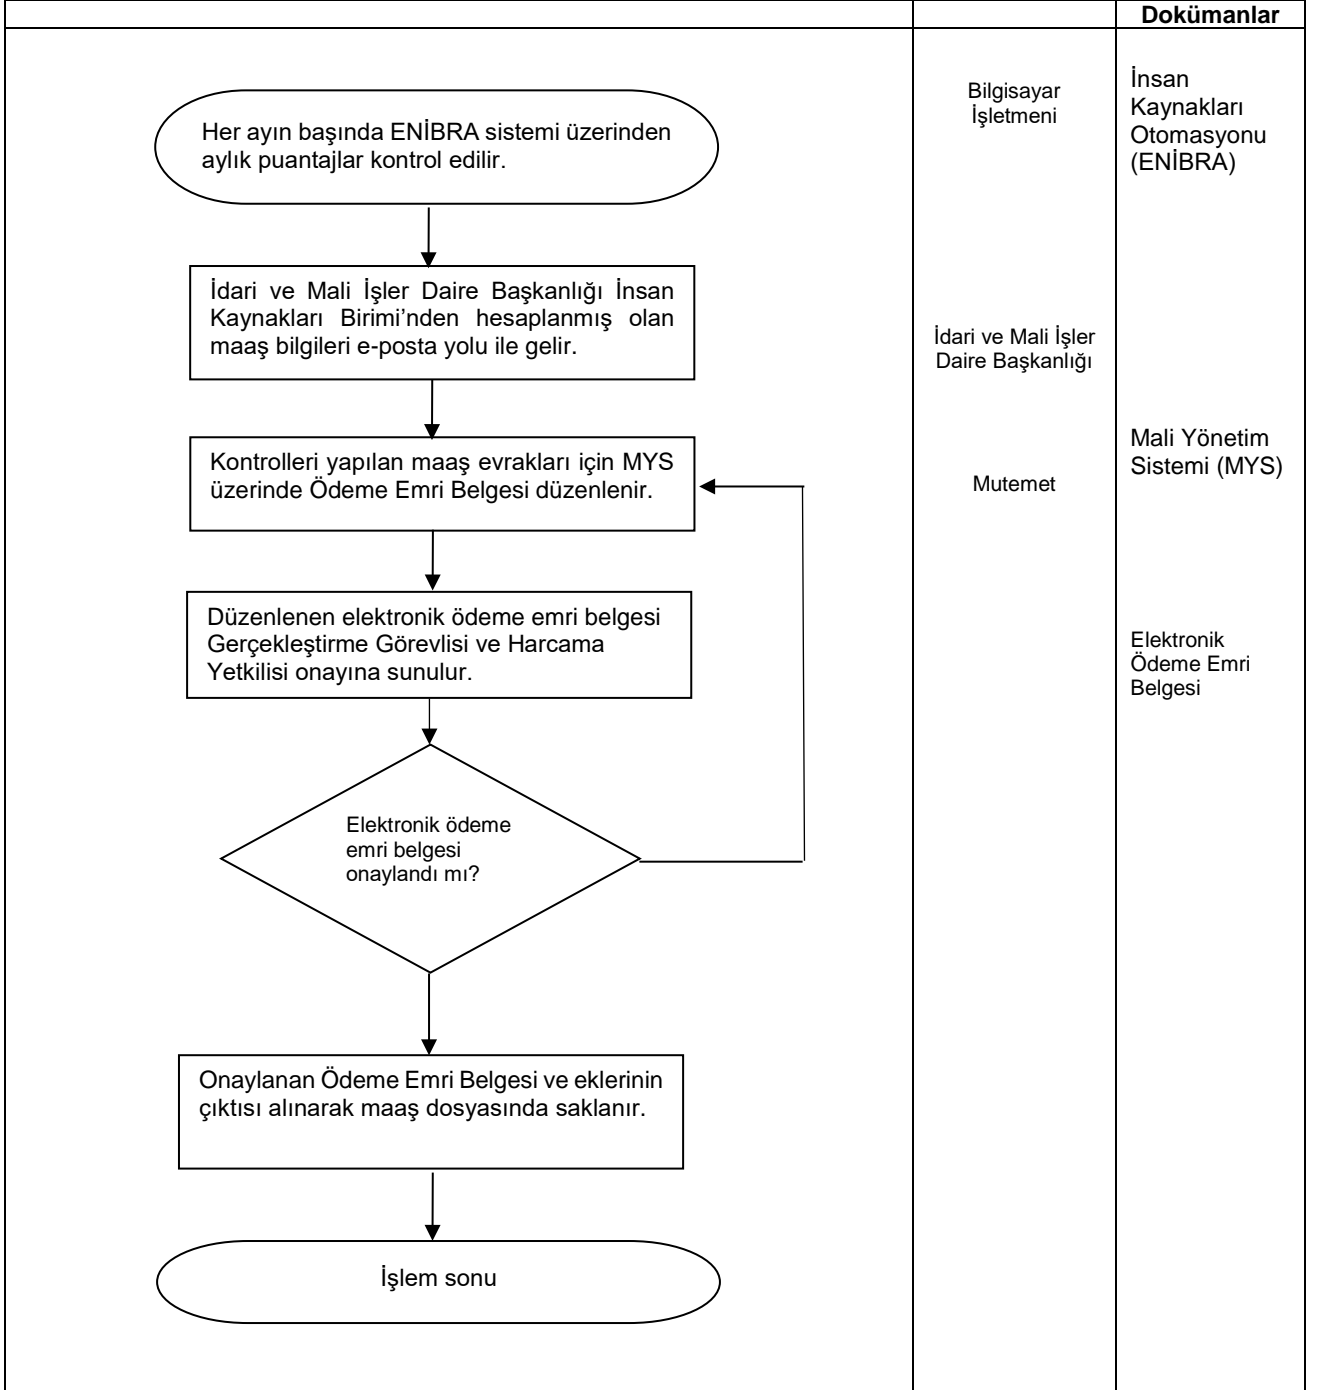 Dokümanlar
Her ayın başında ENİBRA sistemi üzerinden
aylık puantajlar kontrol edilir.
Bilgisayar
İşletmeni
İnsan
Kaynakları
Otomasyonu
(ENİBRA)
İdari ve Mali İşler Daire Başkanlığı İnsan
Kaynakları Birimi’nden hesaplanmış olan
maaş bilgileri e-posta yolu ile gelir.
İdari ve Mali İşler
Daire Başkanlığı
Kontrolleri yapılan maaş evrakları için MYS
üzerinde Ödeme Emri Belgesi düzenlenir.
Mutemet
Mali Yönetim
Sistemi (MYS)
Düzenlenen elektronik ödeme emri belgesi
Gerçekleştirme Görevlisi ve Harcama
Yetkilisi onayına sunulur.
Elektronik
Ödeme Emri
Belgesi
Elektronik ödeme
emri belgesi
onaylandı mı?
Onaylanan Ödeme Emri Belgesi ve eklerinin
çıktısı alınarak maaş dosyasında saklanır.
İşlem sonu